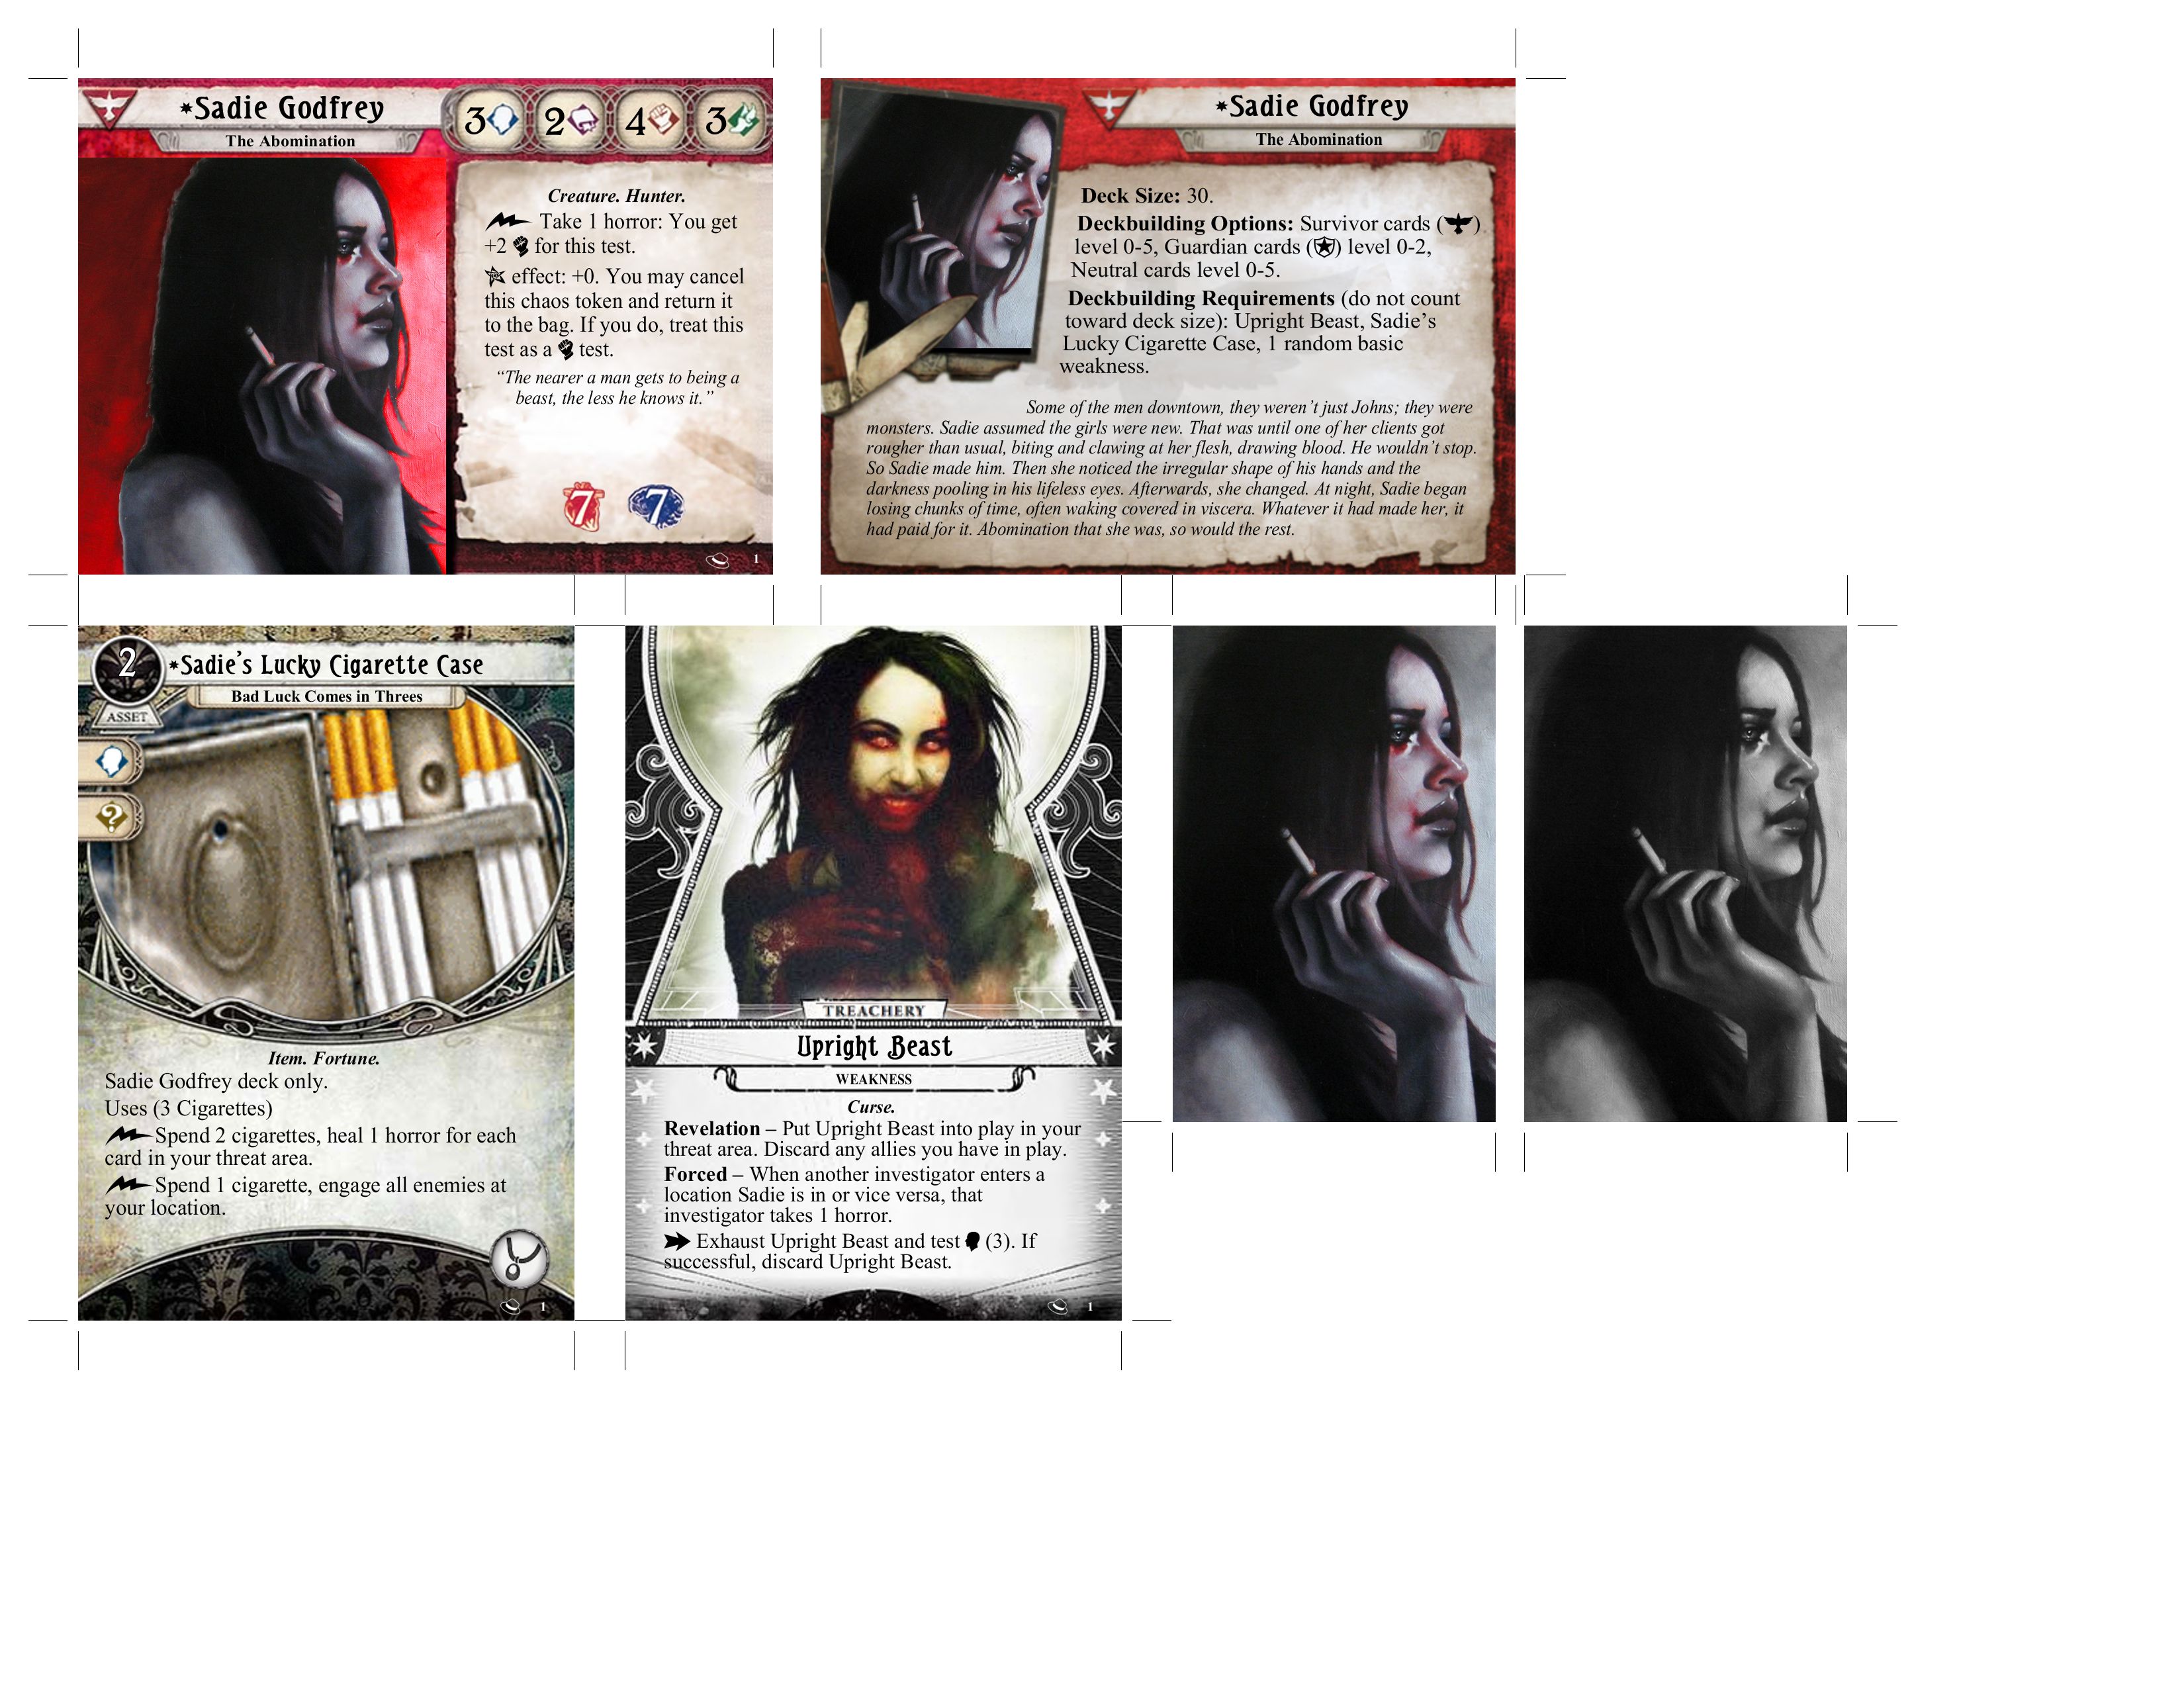 Sadie Godfrey
The Abomination
3 2 4 3
Creature. Hunter.
Take 1 horror: You get
+2 for this test.
effect: +0. You may cancel
this chaos token and return it
to the bag. If you do, treat this
test as a test.
“The nearer a man gets to being a
beast, the less he knows it.”
7 7
1
Sadie Godfrey
The Abomination
Deck Size: 30.
Deckbuilding Options: Survivor cards ( )
level 0-5, Guardian cards ( ) level 0-2,
Neutral cards level 0-5.
Deckbuilding Requirements (do not count
toward deck size): Upright Beast, Sadie’s
Lucky Cigarette Case, 1 random basic
weakness.
Some of the men downtown, they weren’t just Johns; they were
monsters. Sadie assumed the girls were new. That was until one of her clients got
rougher than usual, biting and clawing at her flesh, drawing blood. He wouldn’t stop.
So Sadie made him. Then she noticed the irregular shape of his hands and the
darkness pooling in his lifeless eyes. Afterwards, she changed. At night, Sadie began
losing chunks of time, often waking covered in viscera. Whatever it had made her, it
had paid for it. Abomination that she was, so would the rest.
2
Sadie’s Lucky Cigarette Case
Bad Luck Comes in Threes
ASSET
?
Item. Fortune.
Sadie Godfrey deck only.
Uses (3 Cigarettes)
Spend 2 cigarettes, heal 1 horror for each
card in your threat area.
Spend 1 cigarette, engage all enemies at
your location.
1
TREACHERY
Upright Beast
WEAKNESS
Curse.
Revelation – Put Upright Beast into play in your
threat area. Discard any allies you have in play.
Forced – When another investigator enters a
location Sadie is in or vice versa, that
investigator takes 1 horror.
Exhaust Upright Beast and test (3). If
successful, discard Upright Beast.
1